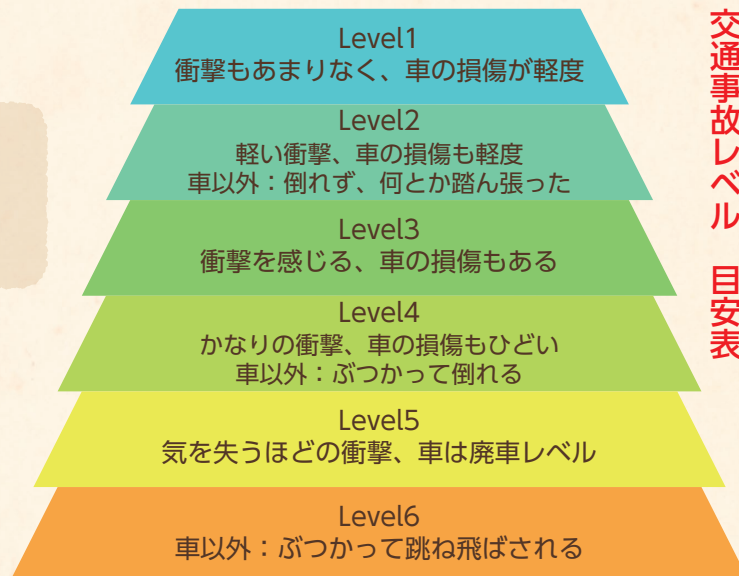 交通事故レベル　目安表
Level1
衝撃もあまりなく、車の損傷が軽度
Level2
軽い衝撃、車の損傷も軽度
車以外：倒れず、何とか踏ん張った
Level3
衝撃を感じる、車の損傷もある
Level4
かなりの衝撃、車の損傷もひどい
車以外：ぶつかって倒れる
Level5
気を失うほどの衝撃、車は廃車レベル
Level6
車以外：ぶつかって跳ね飛ばされる